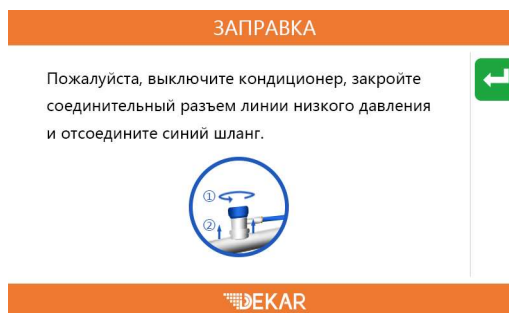 ЗАПРАВКА
Пожалуйста, выключите кондиционер, закройте
соединительный разъем линии низкого давления
и отсоедините синий шланг.
①
②
DEKAR